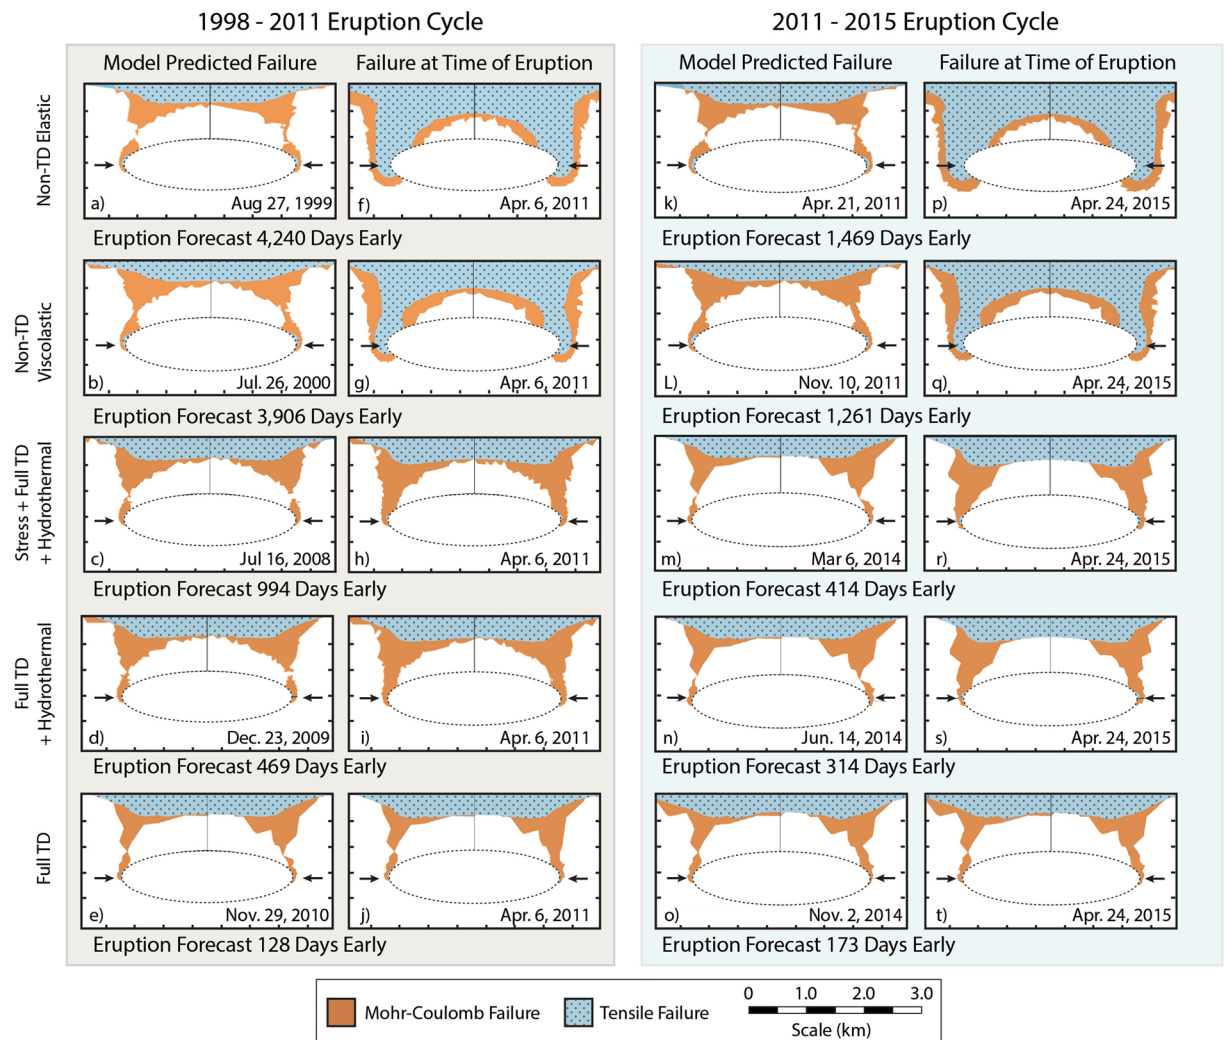 1998 - 2011 Eruption Cycle
2011 - 2015 Eruption Cycle
Model Predicted Failure
Failure at Time of Eruption
Model Predicted Failure
Failure at Time of Eruption
Non-TD Elastic
a)
Aug 27, 1999
f)
Apr. 6, 2011
k)
Apr. 21, 2011
p)
Apr. 24, 2015
Eruption Forecast 4,240 Days Early
Eruption Forecast 1,469 Days Early
Non-TD
Viscolastic
b)
Jul. 26, 2000
g)
Apr. 6, 2011
L)
Nov. 10, 2011
q)
Apr. 24, 2015
Eruption Forecast 3,906 Days Early
Eruption Forecast 1,261 Days Early
Stress + Full TD
+ Hydrothermal
c)
Jul 16, 2008
h)
Apr. 6, 2011
m)
Mar 6, 2014
r)
Apr. 24, 2015
Eruption Forecast 994 Days Early
Eruption Forecast 414 Days Early
Full TD
+ Hydrothermal
d)
Dec. 23, 2009
i)
Apr. 6, 2011
n)
Jun. 14, 2014
s)
Apr. 24, 2015
Eruption Forecast 469 Days Early
Eruption Forecast 314 Days Early
Full TD
e)
Nov. 29, 2010
j)
Apr. 6, 2011
o)
Nov. 2, 2014
t)
Apr. 24, 2015
Eruption Forecast 128 Days Early
Eruption Forecast 173 Days Early
Mohr-Coulomb Failure
Tensile Failure
0 1.0 2.0 3.0
Scale (km)